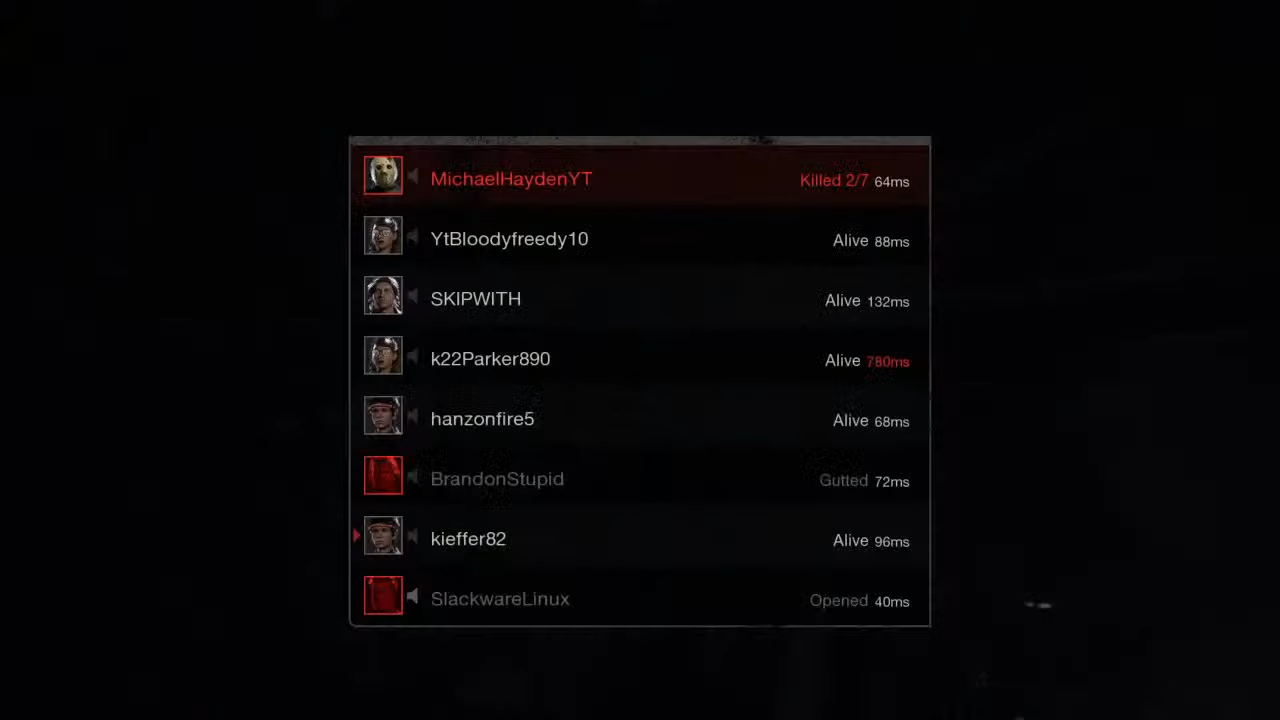 MichaelHaydenYT Killed 2/7 64ms
YtBloodyfreedy10 Alive 88ms
SKIPWITH Alive 132ms
k22Parker890 Alive 780ms
hanzonfire5 Alive 68ms
BrandonStupid Gutted 72ms
kieffer82 Alive 96ms
SlackwareLinux Opened 40ms